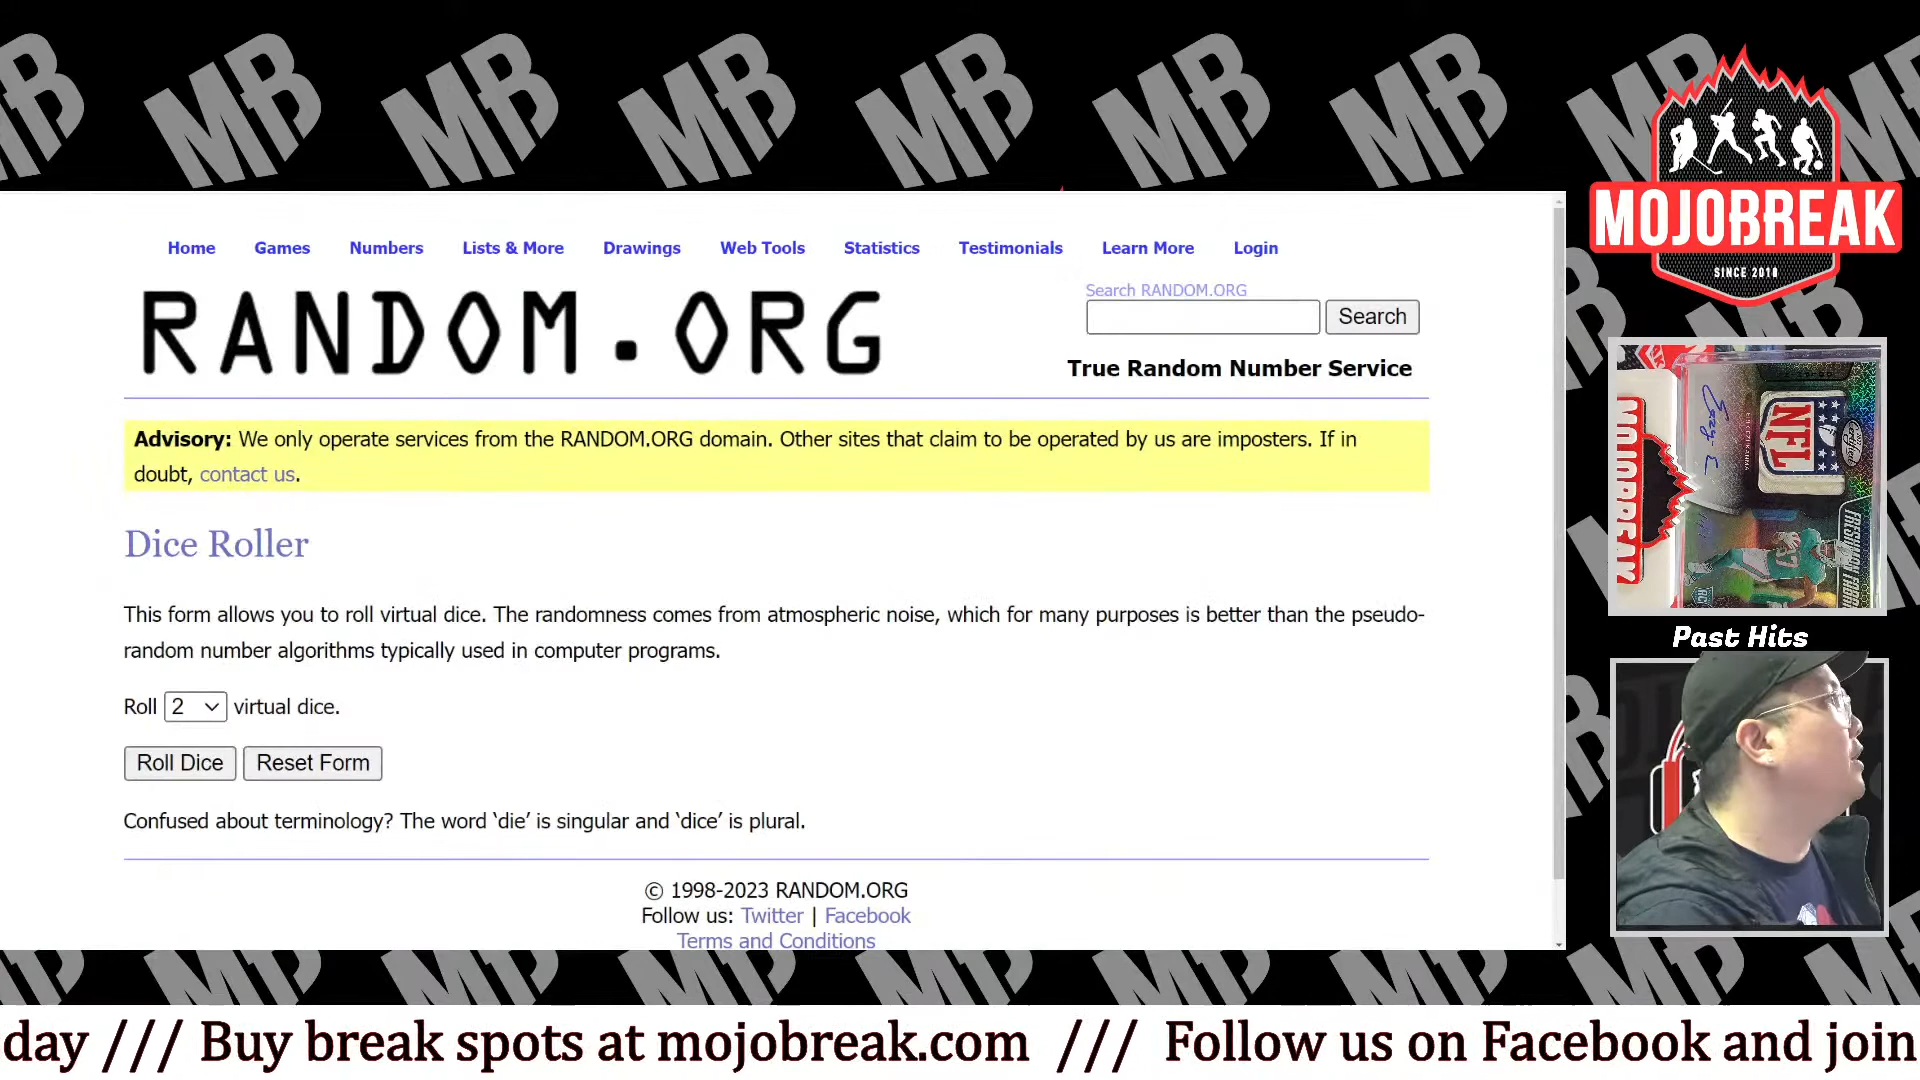 MB MB MB MB MB MB MB MB
MOJOBREAK
SINCE 2010
Home Games Numbers Lists & More Drawings Web Tools Statistics Testimonials Learn More Login
RANDOM.ORG
Search RANDOM.ORG
Search
True Random Number Service
Advisory: We only operate services from the RANDOM.ORG domain. Other sites that claim to be operated by us are imposters. If in
doubt, contact us.
Dice Roller
This form allows you to roll virtual dice. The randomness comes from atmospheric noise, which for many purposes is better than the pseudo-
random number algorithms typically used in computer programs.
Roll 2 virtual dice.
Roll Dice Reset Form
Confused about terminology? The word ‘die’ is singular and ‘dice’ is plural.
© 1998-2023 RANDOM.ORG
Follow us: Twitter | Facebook
Terms and Conditions
MOJOBREAK
NFL
Certified
Past Hits
day /// Buy break spots at mojobreak.com /// Follow us on Facebook and join